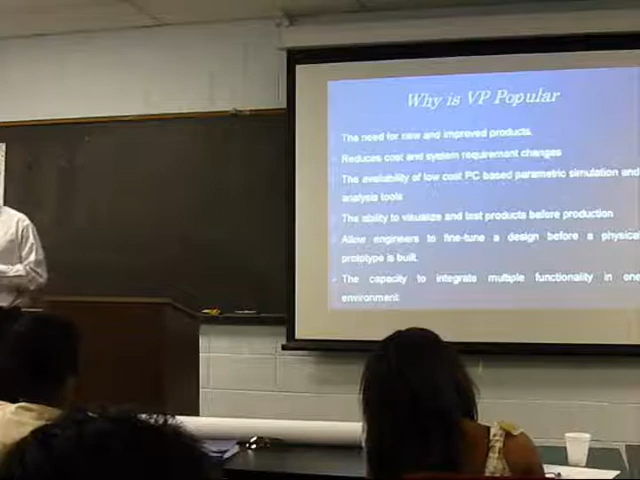 Why is VP Popular
The need for new and improved products.
Reduces cost and system requirement changes
The availability of low cost PC based parametric simulation and
analysis tools
The ability to visualize and test products before production
Allow engineers to fine-tune a design before a physical
prototype is built.
The capacity to integrate multiple functionality in one
environment